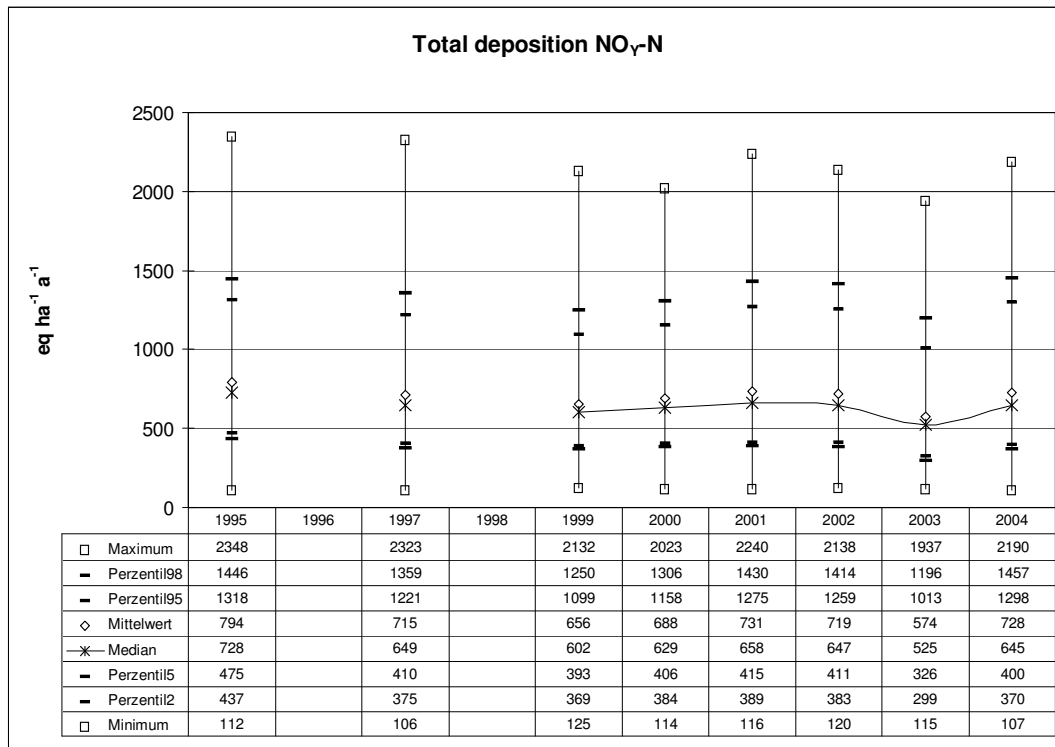 Total deposition NOY-N
eq ha-1 a-1
2500
2000
1500
1000
500
0
1995 1996 1997 1998 1999 2000 2001 2002 2003 2004
Maximum 2348 2323 2132 2023 2240 2138 1937 2190
Perzentil98 1446 1359 1250 1306 1430 1414 1196 1457
Perzentil95 1318 1221 1099 1158 1275 1259 1013 1298
Mittelwert 794 715 656 688 731 719 574 728
Median 728 649 602 629 658 647 525 645
Perzentil5 475 410 393 406 415 411 326 400
Perzentil2 437 375 369 384 389 383 299 370
Minimum 112 106 125 114 116 120 115 107